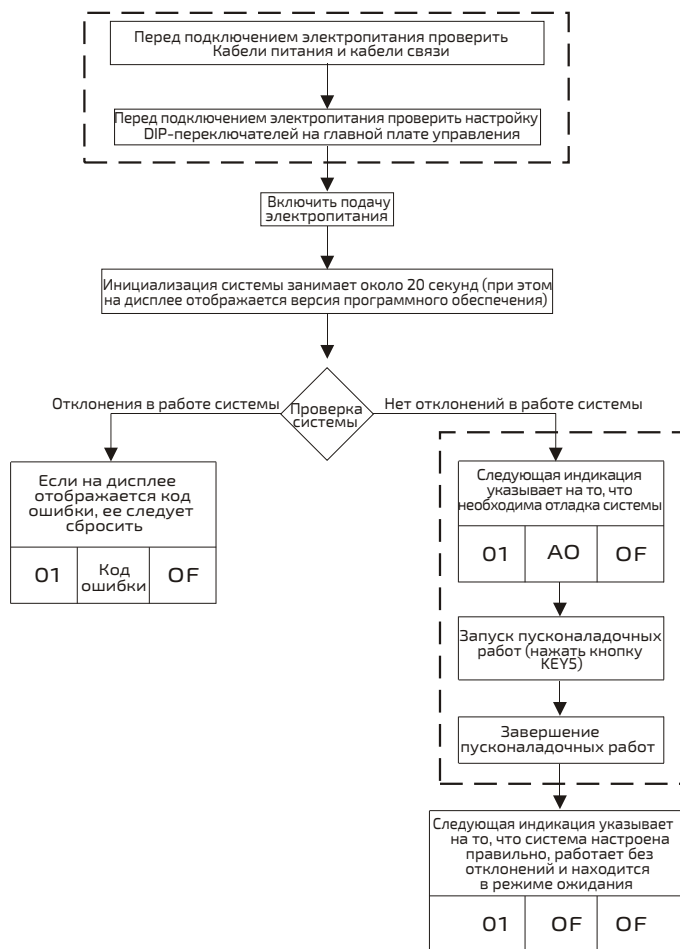 Перед подключением электропитания проверить
Кабели питания и кабели связи
Перед подключением электропитания проверить настройку
DIP-переключателей на главной плате управления
Включить подачу
электропитания
Инициализация системы занимает около 20 секунд (при этом
на дисплее отображается версия программного обеспечения)
Отклонения в работе системы
Проверка
системы
Нет отклонений в работе системы
Если на дисплее
отображается код
ошибки, ее следует
сбросить
01
Код
ошибки
OF
Следующая индикация
указывает на то, что
необходима отладка системы
01
AO
OF
Запуск пусконаладочных
работ (нажать кнопку
KEY5)
Завершение
пусконаладочных работ
Следующая индикация указывает
на то, что система настроена
правильно, работает без
отклонений и находится
в режиме ожидания
01
OF
OF